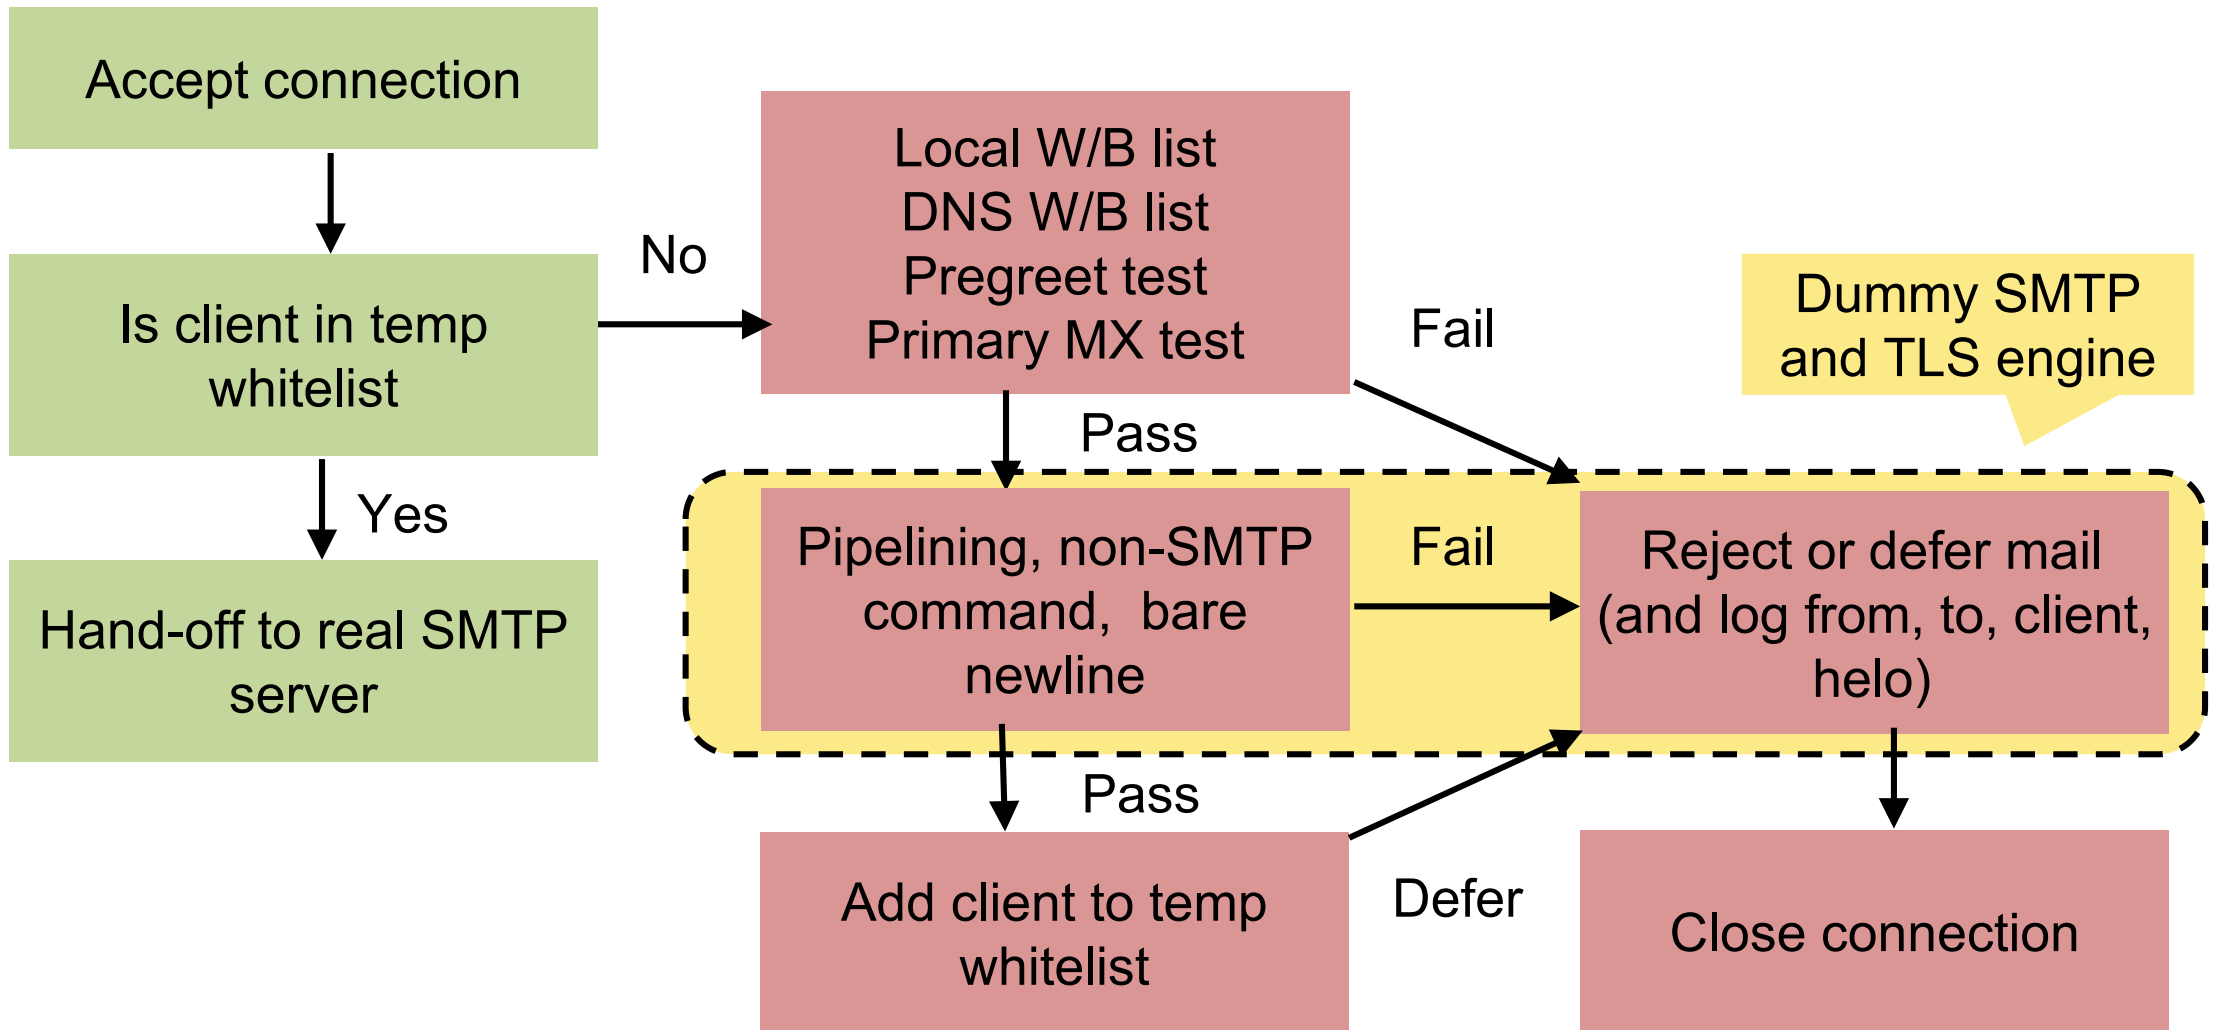 Accept connection
Is client in temp
whitelist
Yes
Hand-off to real SMTP
server
No
Local W/B list
DNS W/B list
Pregreet test
Primary MX test
Fail
Pass
Dummy SMTP
and TLS engine
Pipelining, non-SMTP
command,  bare
newline
Fail
Reject or defer mail
(and log from, to, client,
helo)
Pass
Add client to temp
whitelist
Defer
Close connection